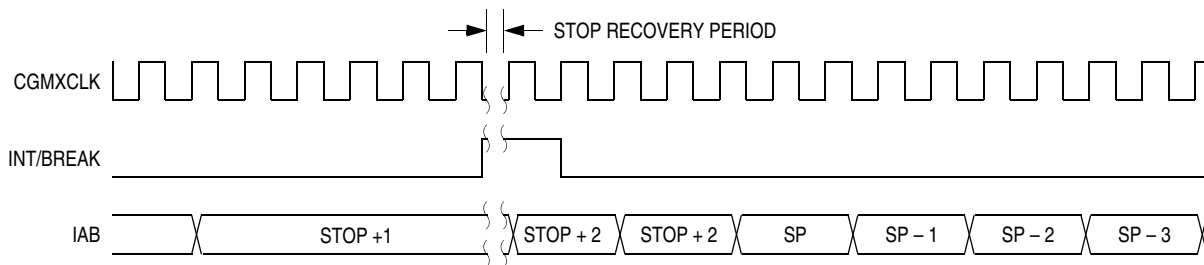 STOP RECOVERY PERIOD
CGMXCLK
INT/BREAK
IAB STOP +1 STOP + 2 STOP + 2 SP SP – 1 SP – 2 SP – 3